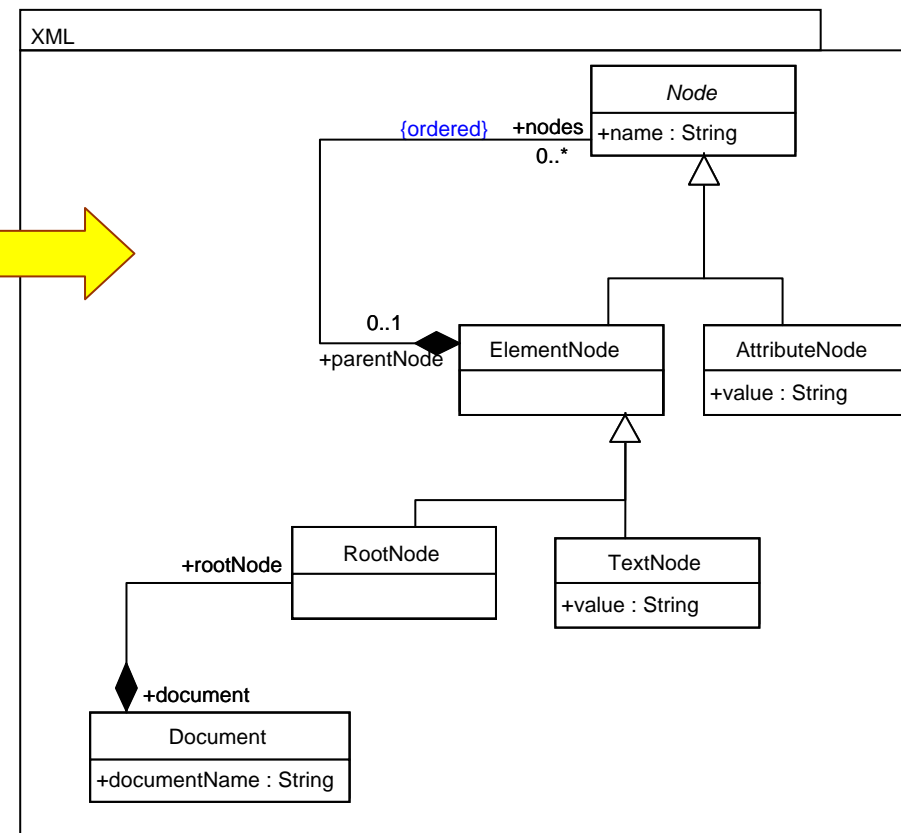 XML
Node
+name : String
{ordered}
+nodes
0..*
0..1
+parentNode
ElementNode
AttributeNode
+value : String
RootNode
+rootNode
TextNode
+value : String
+document
Document
+documentName : String